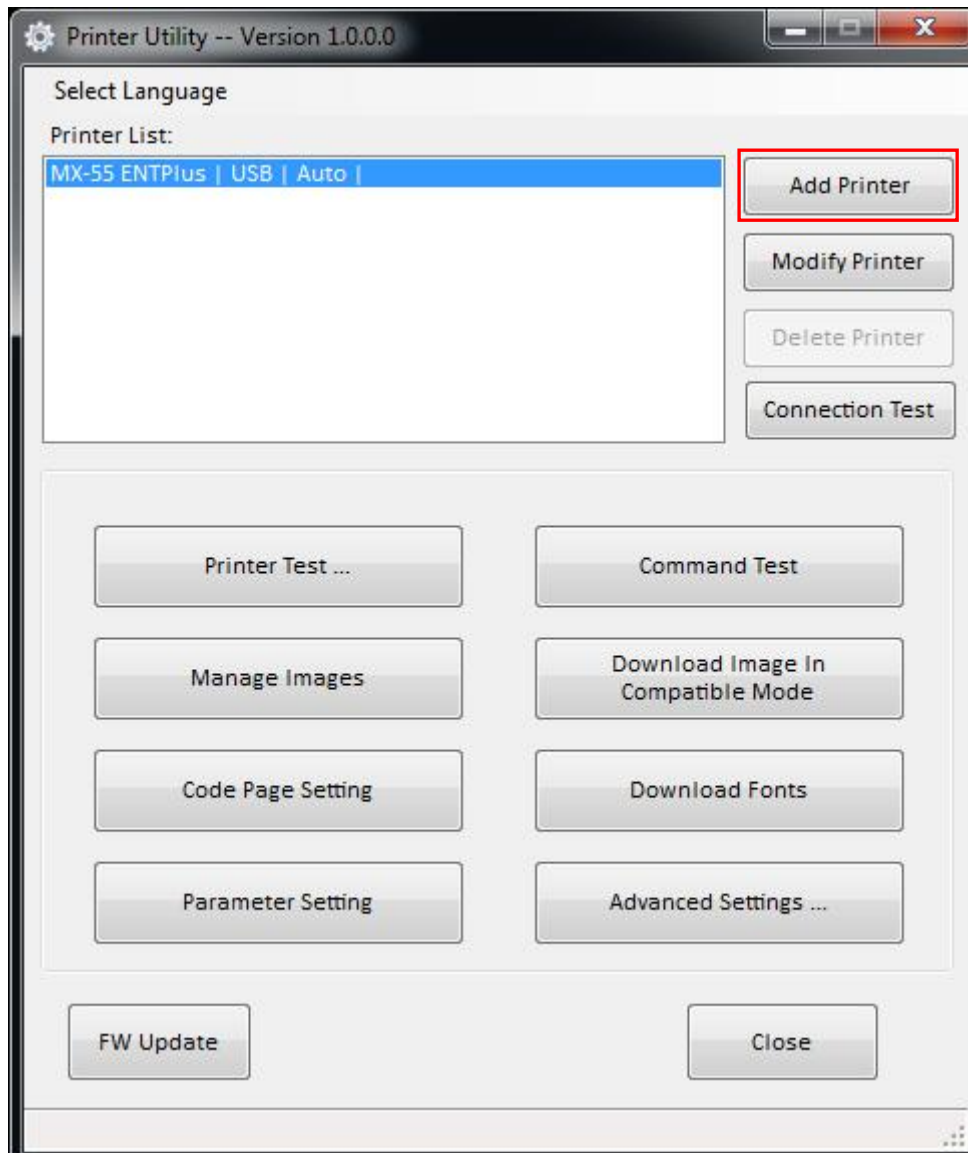 Printer Utility -- Version 1.0.0.0
Select Language
Printer List:
MX-55 ENTPlus | USB | Auto |
Add Printer
Modify Printer
Delete Printer
Connection Test
Printer Test ...
Command Test
Manage Images
Download Image In
Compatible Mode
Code Page Setting
Download Fonts
Parameter Setting
Advanced Settings ...
FW Update
Close